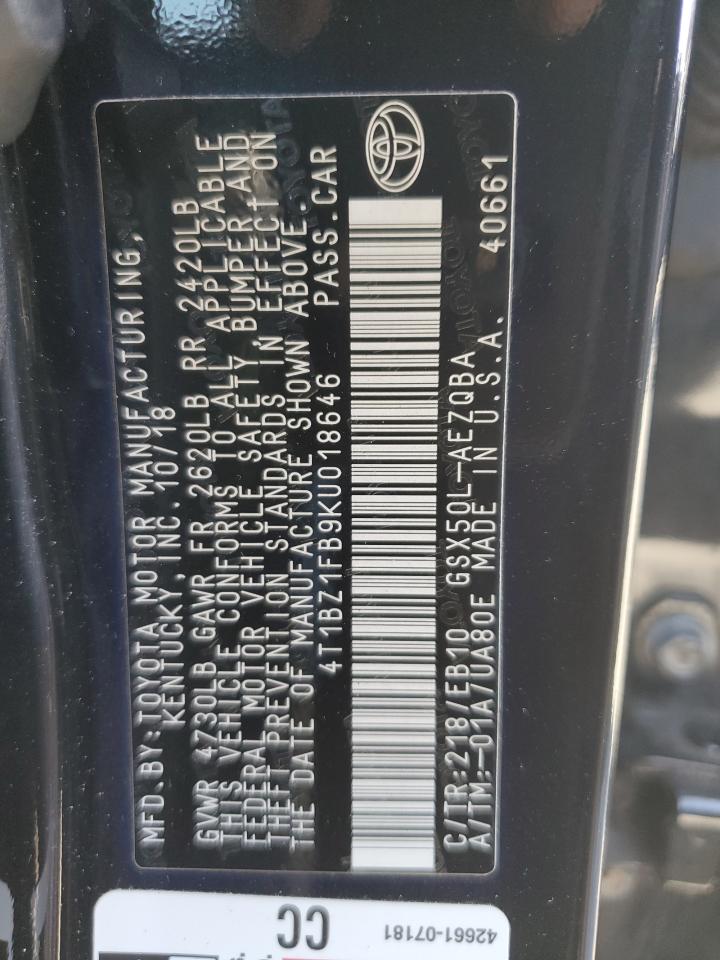 MFD.BY:TOYOTA MOTOR MANUFACTURING,
KENTUCKY, INC. 10/18
GVWR 4730LB GAWR FR 2620LB RR 2420LB
THIS VEHICLE CONFORMS TO ALL APPLICABLE
FEDERAL MOTOR VEHICLE SAFETY, BUMPER, AND
THEFT PREVENTION STANDARDS IN EFFECT ON
THE DATE OF MANUFACTURE SHOWN ABOVE.
4T1BZ1FB9KU018646 PASS.CAR
C/TR:218/EB10 GSX50L-AEZQBA
A/TM:-01A/UA80E MADE IN U.S.A. 40661
CC
42661-07181